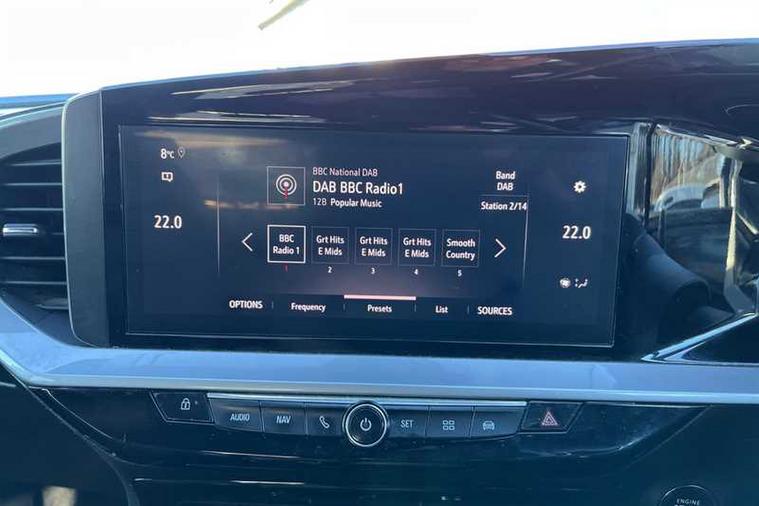 8°C
BBC National DAB
DAB BBC Radio1
12B Popular Music
Band
DAB
Station 2/14
22.0
22.0
BBC
Radio 1
Grt Hits
E Mids
Grt Hits
E Mids
Grt Hits
E Mids
Smooth
Country
1
2
3
4
5
OPTIONS
Frequency
Presets
List
SOURCES
AUDIO
NAV
SET
ENGINE